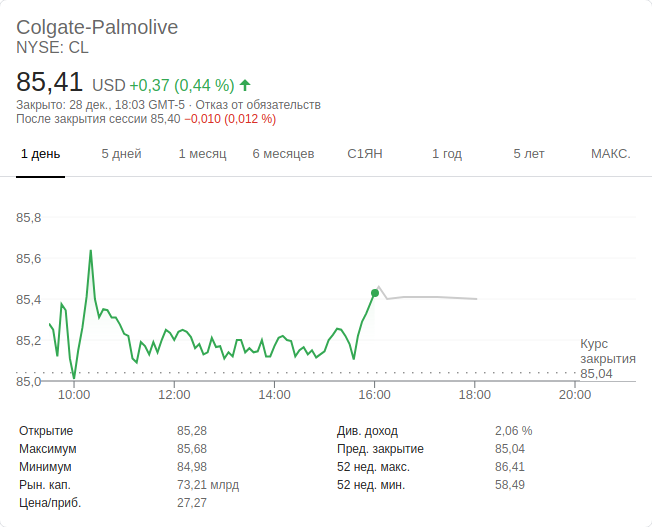 Colgate-Palmolive
NYSE: CL
85,41 USD +0,37 (0,44 %)
Закрыто: 28 дек., 18:03 GMT-5 · Отказ от обязательств
После закрытия сессии 85,40 −0,010 (0,012 %)
1 день 5 дней 1 месяц 6 месяцев С1ЯН 1 год 5 лет МАКС.
85,8
85,6
85,4
85,2
85,0
Курс
закрытия
85,04
10:00 12:00 14:00 16:00 18:00 20:00
Открытие 85,28 Див. доход 2,06 %
Максимум 85,68 Пред. закрытие 85,04
Минимум 84,98 52 нед. макс. 86,41
Рын. кап. 73,21 млрд 52 нед. мин. 58,49
Цена/приб. 27,27